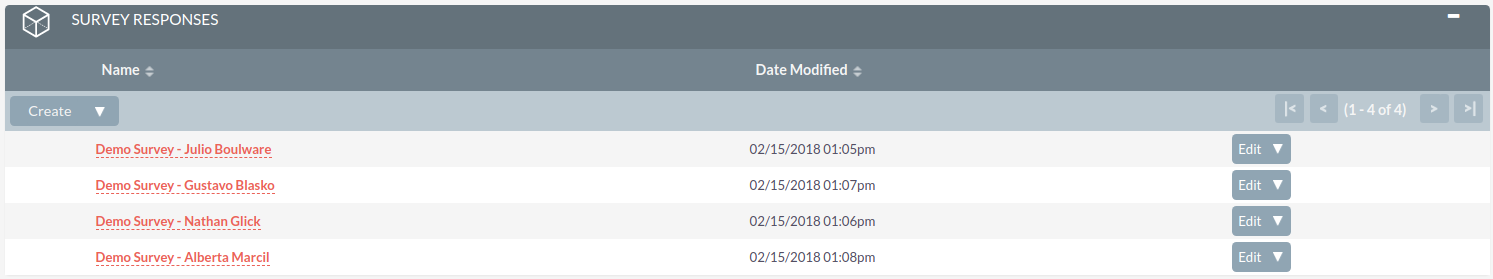 SURVEY RESPONSES
Name Date Modified
Create (1 - 4 of 4)
Demo Survey - Julio Boulware 02/15/2018 01:05pm Edit
Demo Survey - Gustavo Blasko 02/15/2018 01:07pm Edit
Demo Survey - Nathan Glick 02/15/2018 01:06pm Edit
Demo Survey - Alberta Marcil 02/15/2018 01:08pm Edit